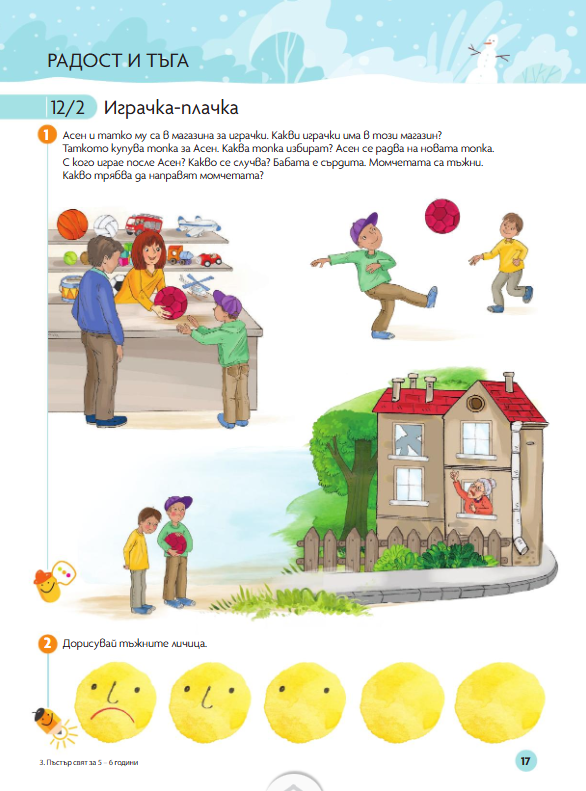 РАДОСТ И ТЪГА
12/2 Играчка-плачка
1 Асен и татко му са в магазина за играчки. Какви играчки има в този магазин?
Таткото купува топка за Асен. Каква топка избират? Асен се радва на новата топка.
С кого играе после Асен? Какво се случва? Бабата е сърдита. Момчетата са тъжни.
Какво трябва да направят момчетата?
2 Дорисувай тъжните личица.
3. Пъстър свят за 5 - 6 години
17